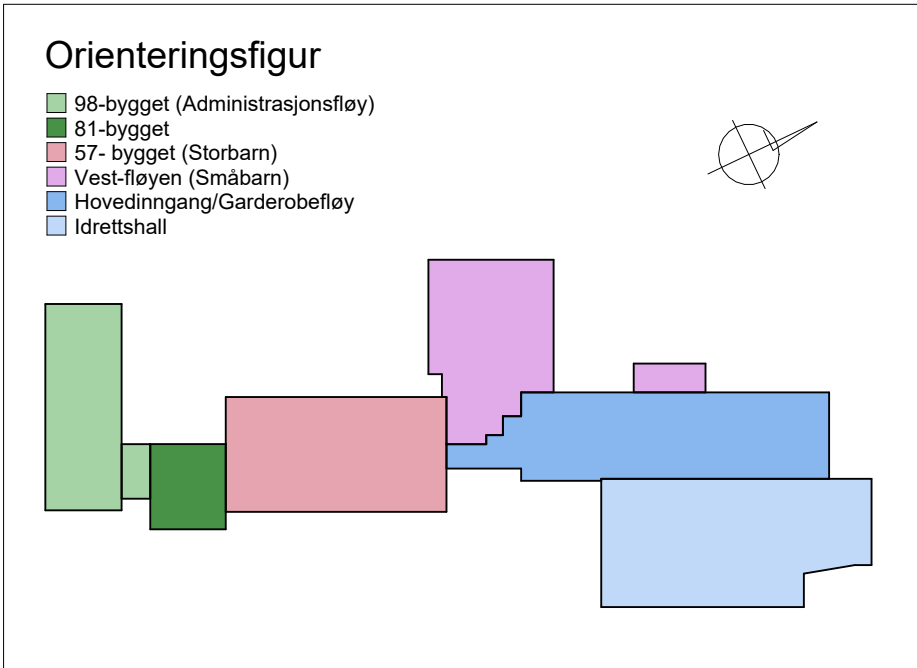 Orienteringsfigur
98-bygget (Administrasjonsfløy)
81-bygget
57- bygget (Storbarn)
Vest-fløyen (Småbarn)
Hovedinngang/Garderobefløy
Idrettshall